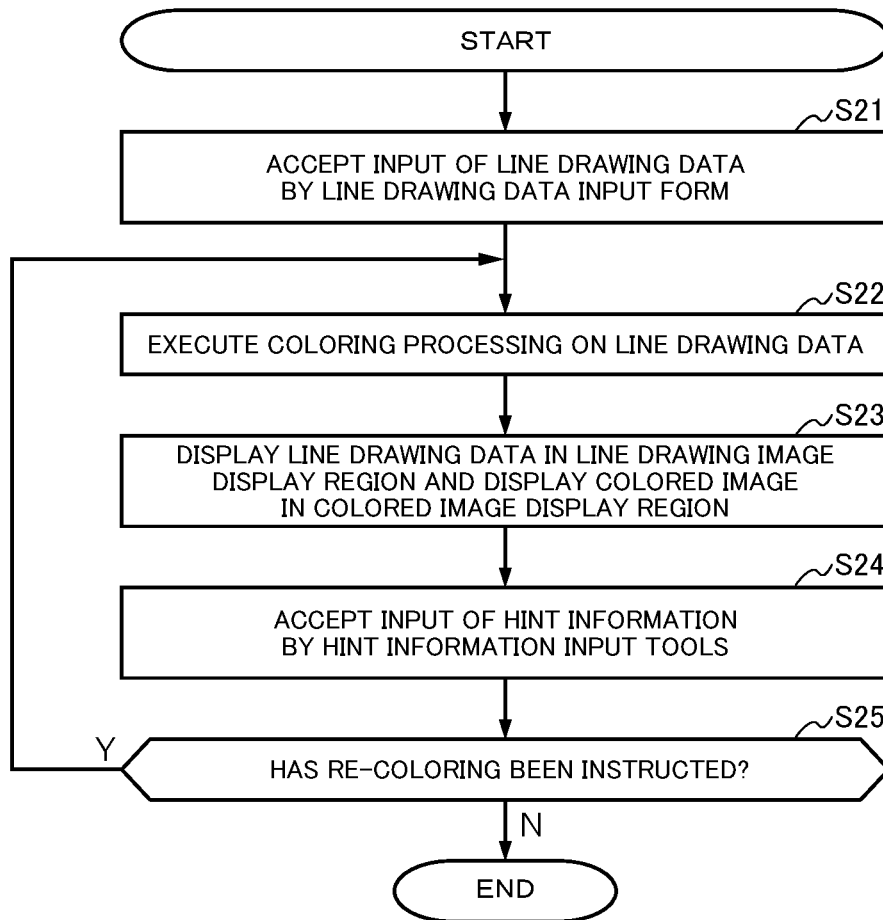 START
S21
ACCEPT INPUT OF LINE DRAWING DATA
BY LINE DRAWING DATA INPUT FORM
S22
EXECUTE COLORING PROCESSING ON LINE DRAWING DATA
S23
DISPLAY LINE DRAWING DATA IN LINE DRAWING IMAGE
DISPLAY REGION AND DISPLAY COLORED IMAGE
IN COLORED IMAGE DISPLAY REGION
S24
ACCEPT INPUT OF HINT INFORMATION
BY HINT INFORMATION INPUT TOOLS
S25
Y
HAS RE-COLORING BEEN INSTRUCTED?
N
END